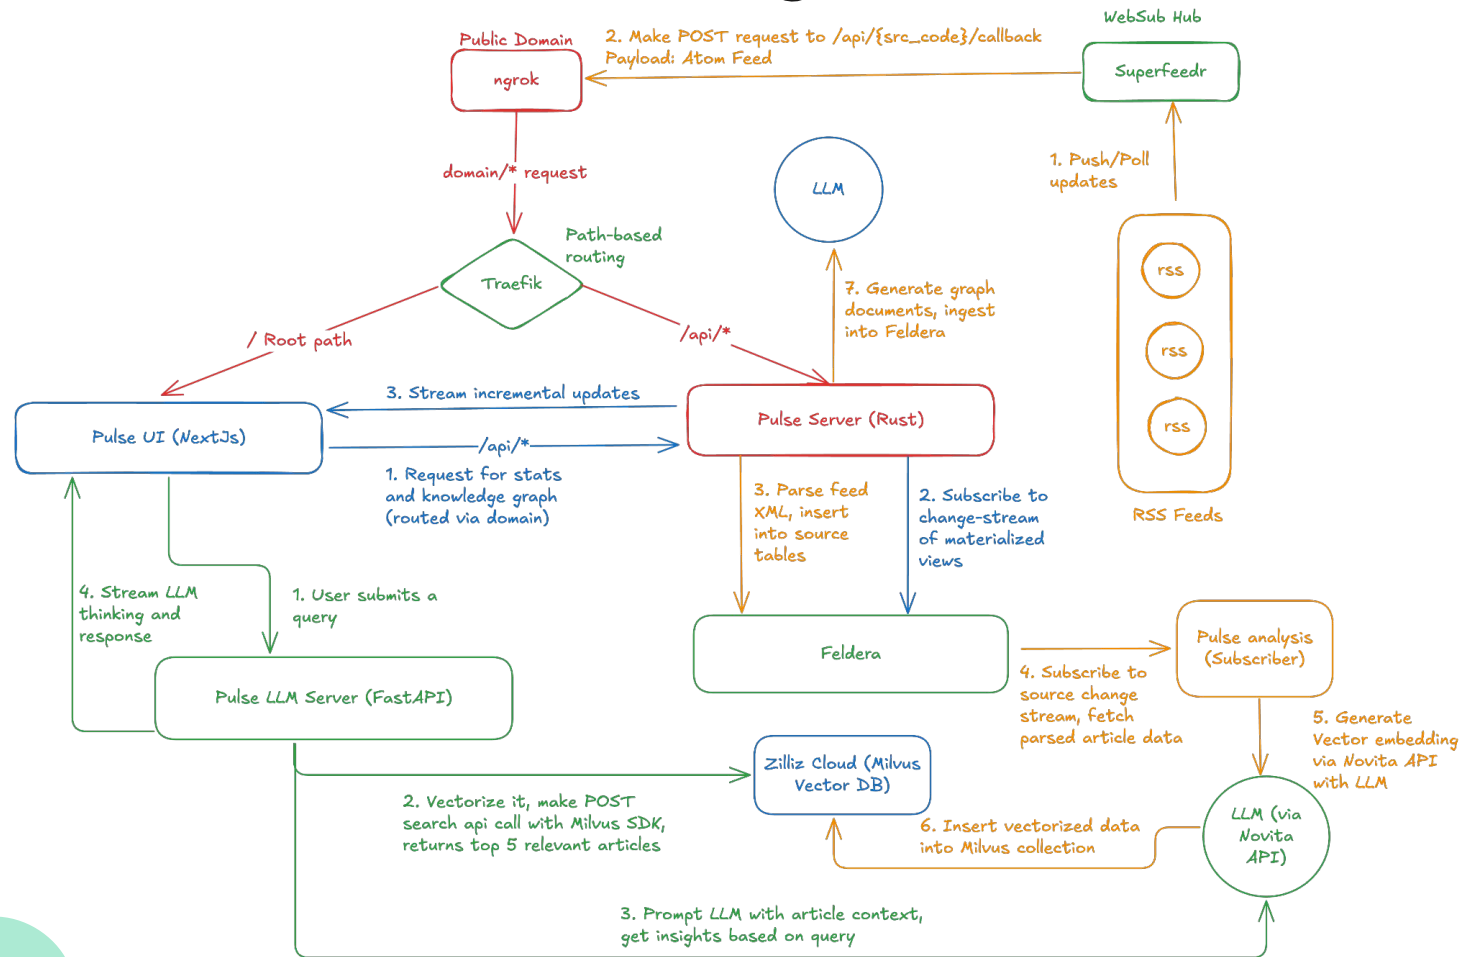 WebSub Hub
Public Domain
2. Make POST request to /api/{src_code}/callback
Payload: Atom Feed
ngrok
Superfeedr
domain/* request
1. Push/Poll
updates
LLM
Path-based
routing
Traefik
rss
rss
rss
RSS Feeds
7. Generate graph
documents, ingest
into Feldera
/ Root path
/api/*
3. Stream incremental updates
Pulse UI (NextJs)
Pulse Server (Rust)
/api/*
1. Request for stats
and knowledge graph
(routed via domain)
3. Parse feed
XML, insert
into source
tables
2. Subscribe to
change-stream
of materialized
views
4. Stream LLM
thinking and
response
1. User submits a
query
Feldera
Pulse analysis
(Subscriber)
4. Subscribe to
source change
stream, fetch
parsed article data
Pulse LLM Server (FastAPI)
5. Generate
Vector embedding
via Novita API
with LLM
Zilliz Cloud (Milvus
Vector DB)
2. Vectorize it, make POST
search api call with Milvus SDK,
returns top 5 relevant articles
6. Insert vectorized data
into Milvus collection
LLM (via
Novita
API)
3. Prompt LLM with article context,
get insights based on query